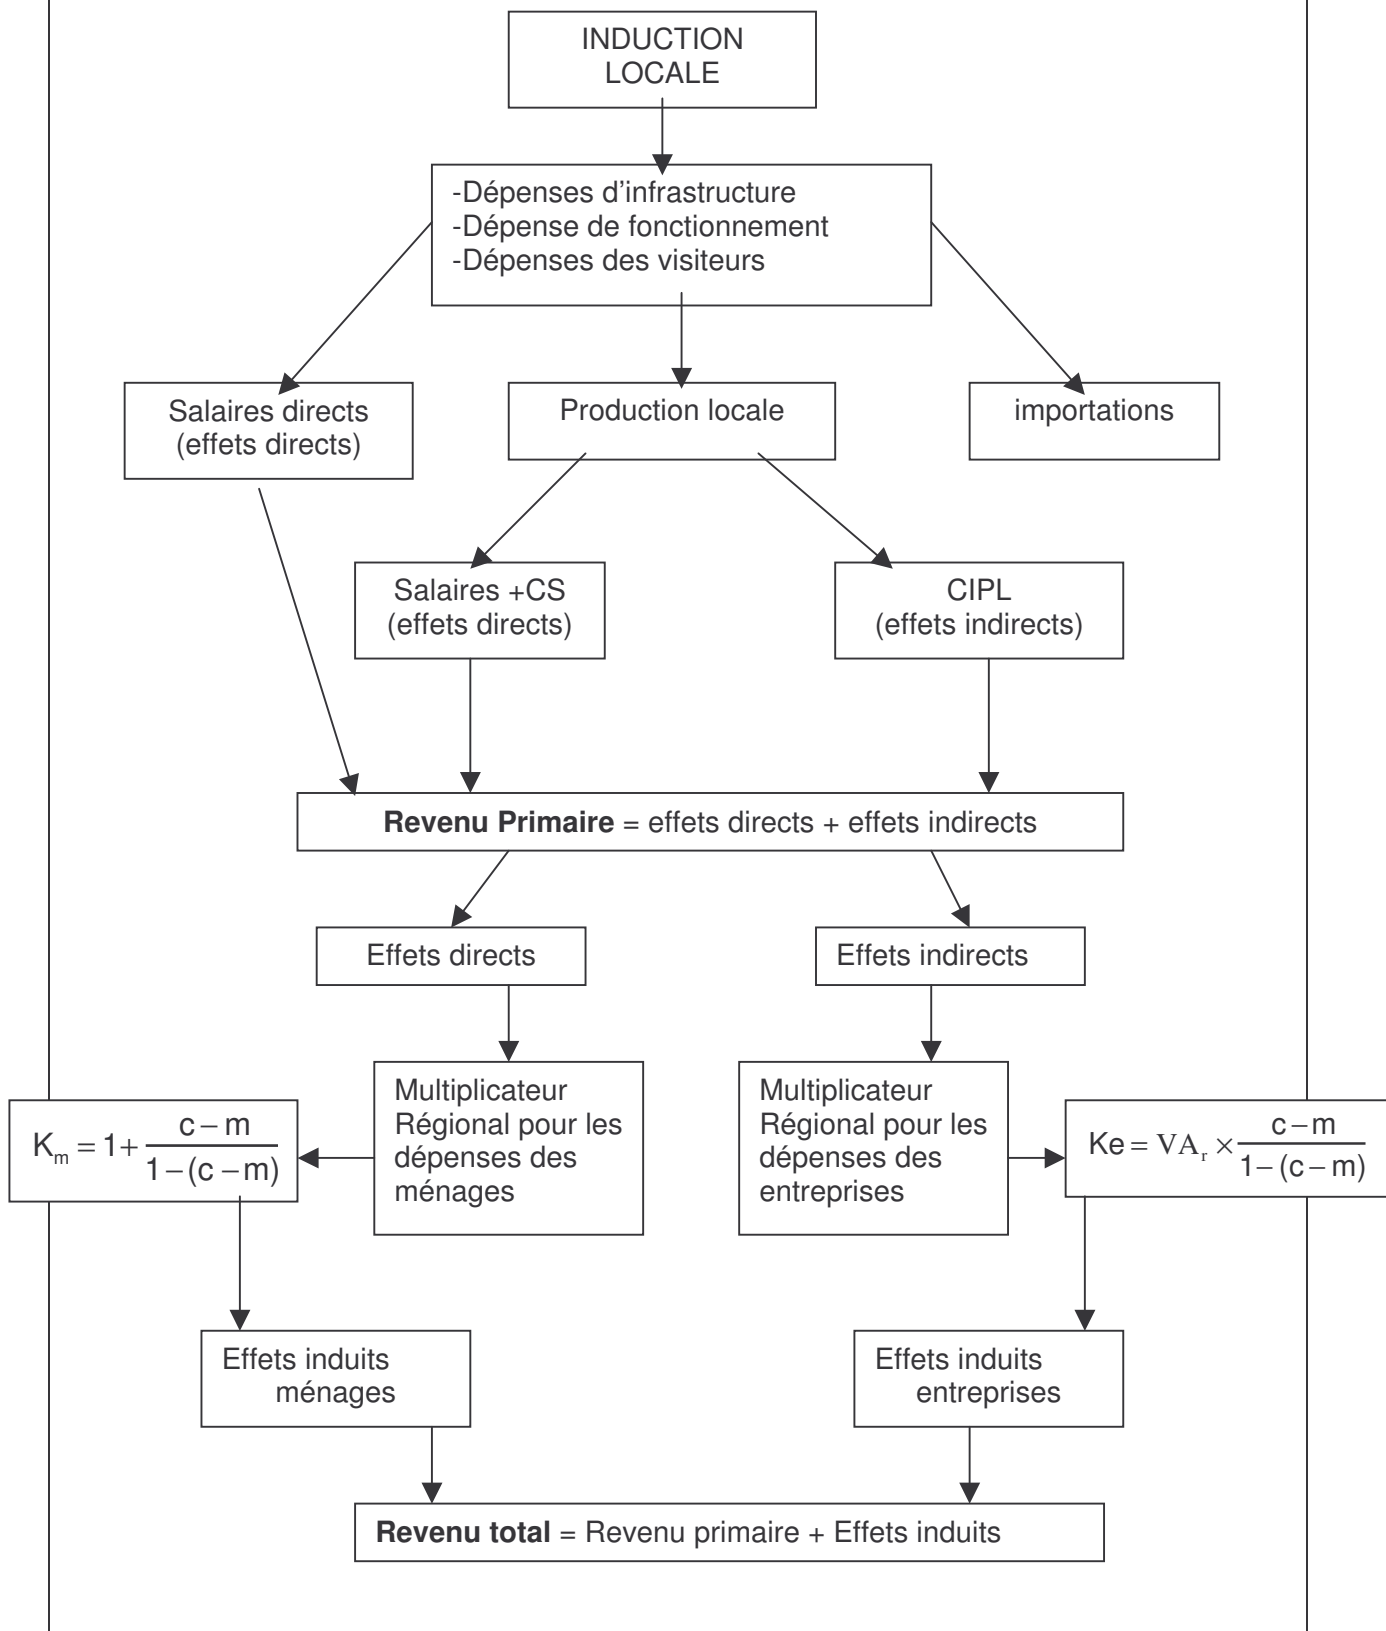 INDUCTION
LOCALE
-Dépenses d'infrastructure
-Dépense de fonctionnement
-Dépenses des visiteurs
Salaires directs
(effets directs)
Production locale
importations
Salaires +CS
(effets directs)
CIPL
(effets indirects)
Revenu Primaire = effets directs + effets indirects
Effets directs
Effets indirects
Multiplicateur
Régional pour les
dépenses des
ménages
Multiplicateur
Régional pour les
dépenses des
entreprises
K_m = 1 + (c − m) / (1 − (c − m))
Ke = VA_r × (c − m) / (1 − (c − m))
Effets induits
ménages
Effets induits
entreprises
Revenu total = Revenu primaire + Effets induits